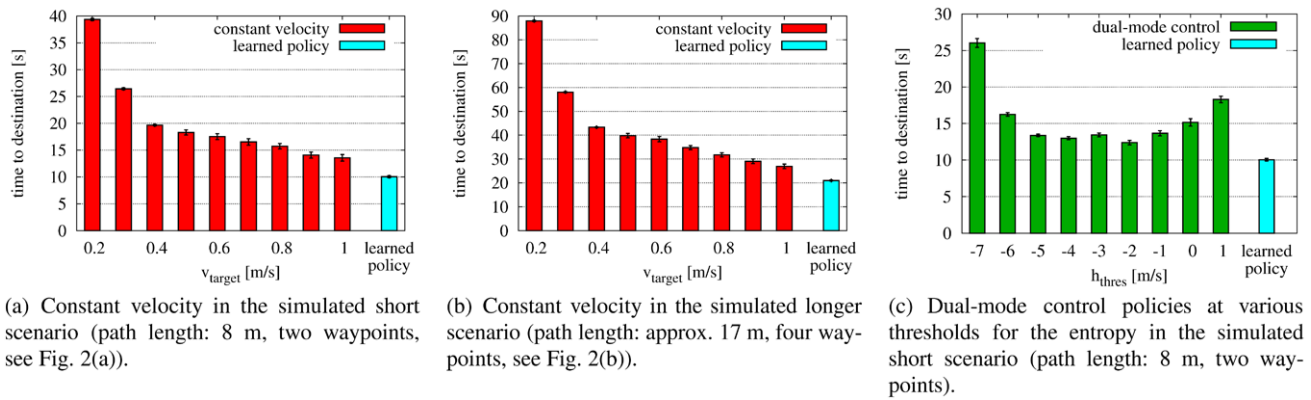 40
35
30
25
20
15
10
5
0
time to destination [s]
constant velocity
learned policy
0.2
0.4
0.6
0.8
1
learned
policy
v_target [m/s]
90
80
70
60
50
40
30
20
10
0
time to destination [s]
constant velocity
learned policy
0.2
0.4
0.6
0.8
1
learned
policy
v_target [m/s]
30
25
20
15
10
5
0
time to destination [s]
dual-mode control
learned policy
-7
-6
-5
-4
-3
-2
-1
0
1
learned
policy
h_thres [m/s]
(a) Constant velocity in the simulated short
scenario (path length: 8 m, two waypoints,
see Fig. 2(a)).
(b) Constant velocity in the simulated longer
scenario (path length: approx. 17 m, four way-
points, see Fig. 2(b)).
(c) Dual-mode control policies at various
thresholds for the entropy in the simulated
short scenario (path length: 8 m, two way-
points).